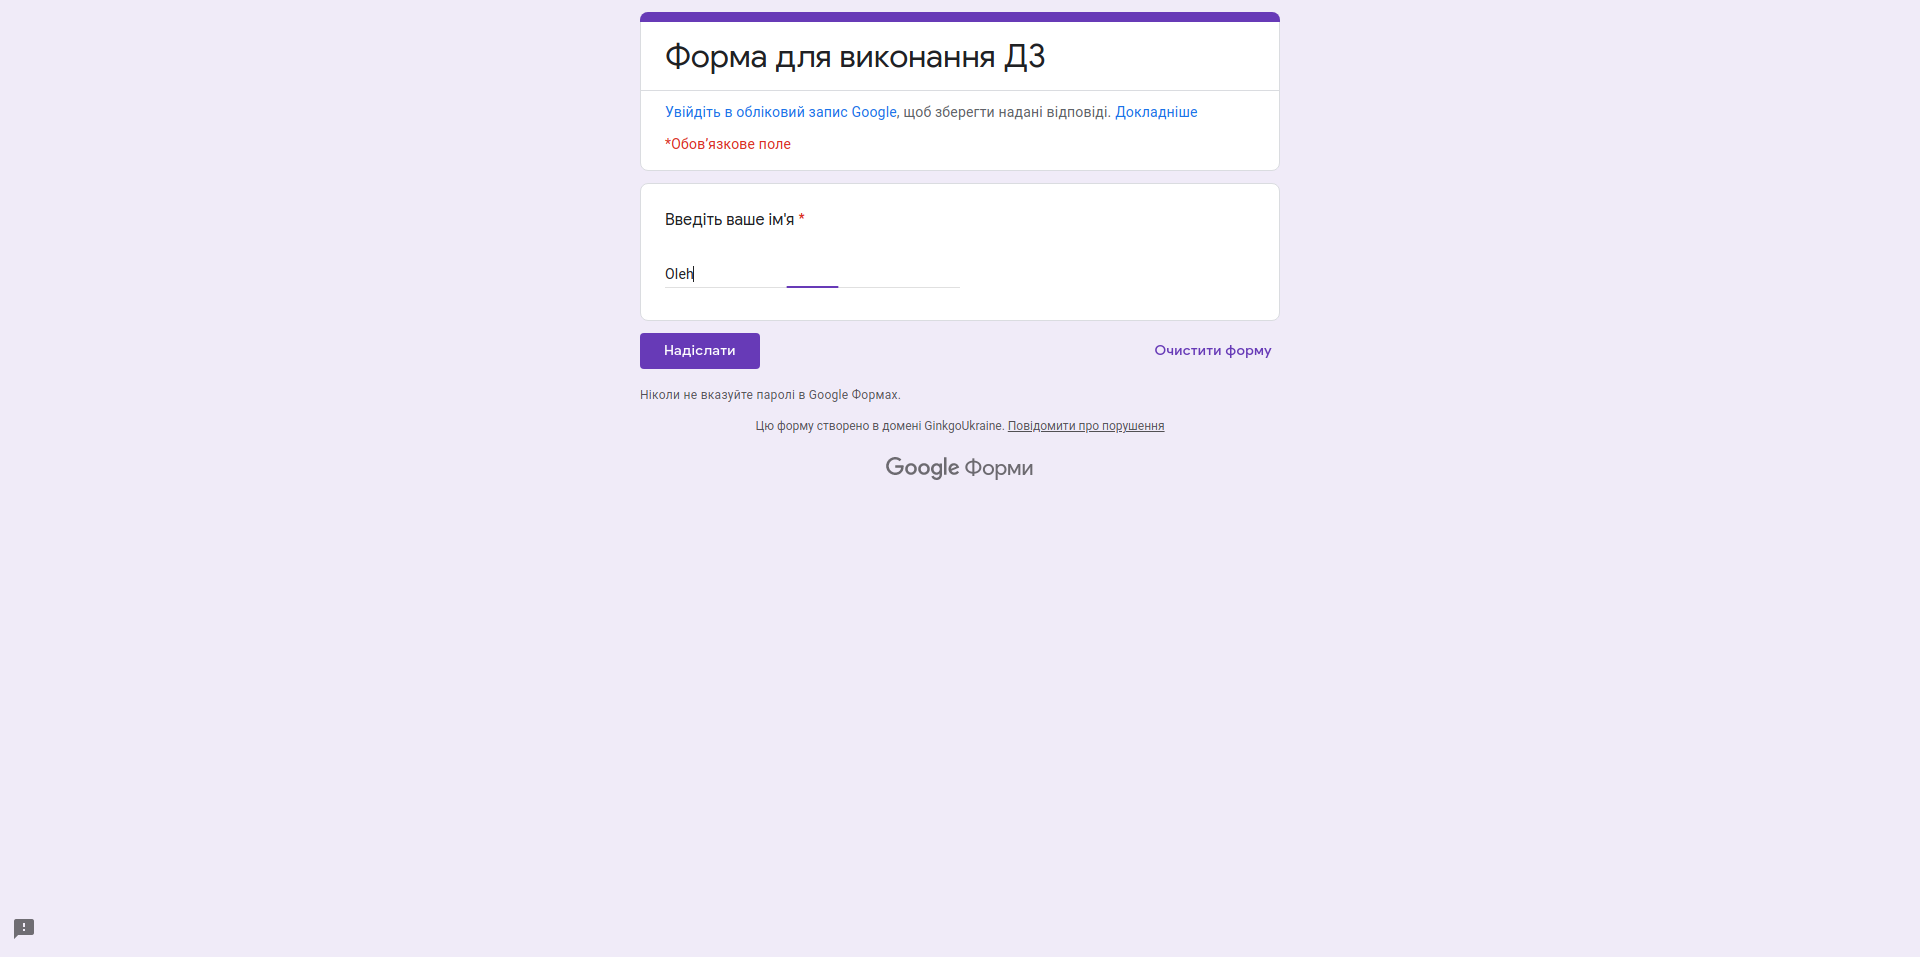 Форма для виконання ДЗ
Увійдіть в обліковий запис Google, щоб зберегти надані відповіді. Докладніше
*Обов’язкове поле
Введіть ваше ім'я *
Oleh
Надіслати
Очистити форму
Ніколи не вказуйте паролі в Google Формах.
Цю форму створено в домені GinkgoUkraine. Повідомити про порушення
Google Форми